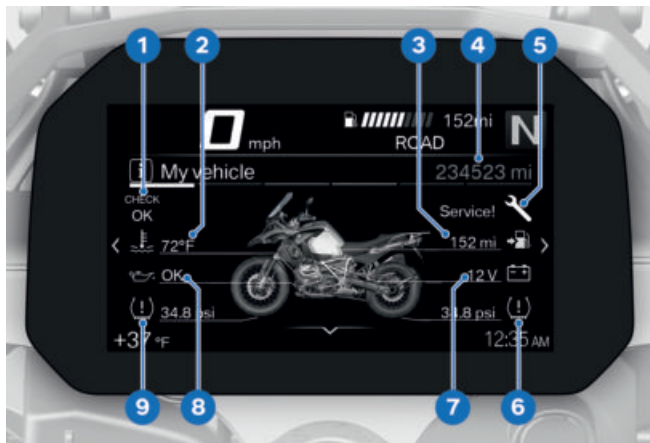 1 2 3 4 5
0 mph 152mi N
ROAD
i My vehicle 234523 mi
CHECK
OK Service!
72°F 152 mi
OK 12 V
34.8 psi 34.8 psi
+37 °F 12:35 AM
9 8 7 6